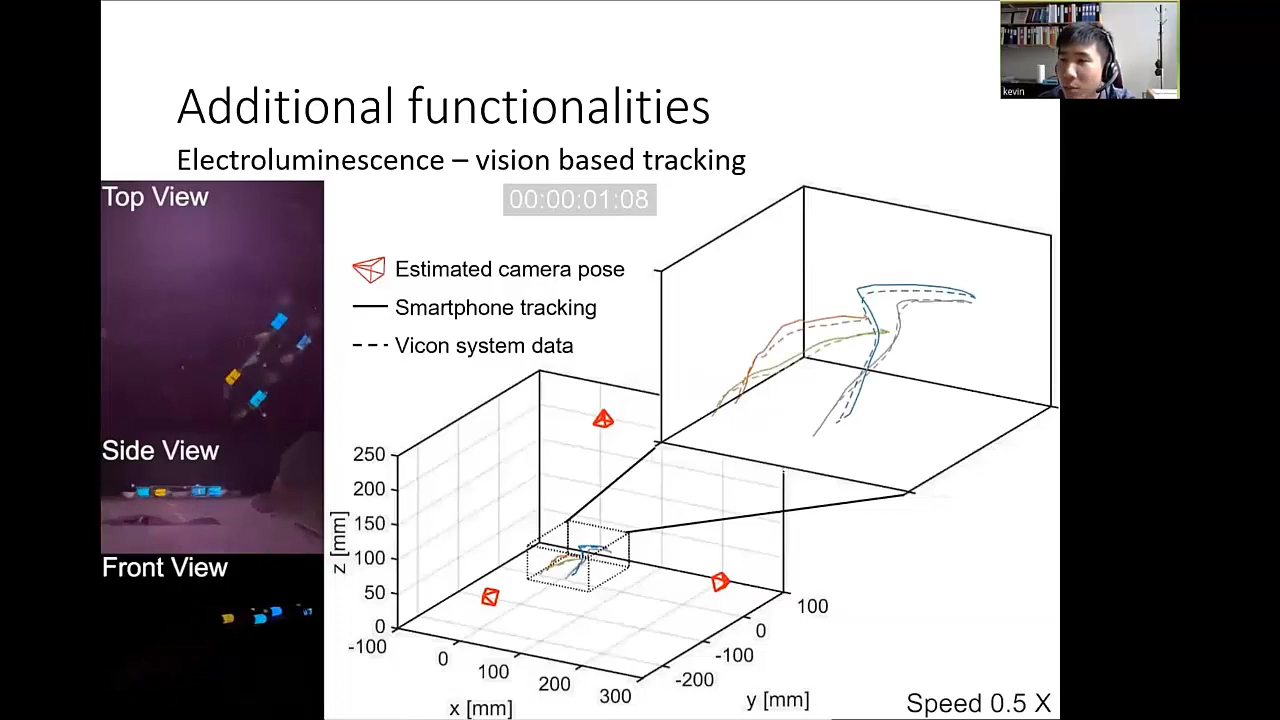 kevin
Additional functionalities
Electroluminescence – vision based tracking
Top View
00:00:01:08
Estimated camera pose
Smartphone tracking
Vicon system data
Side View
Front View
250
200
150
100
50
0
z [mm]
-100
0
100
200
300
x [mm]
100
0
-100
-200
y [mm]
Speed 0.5 X